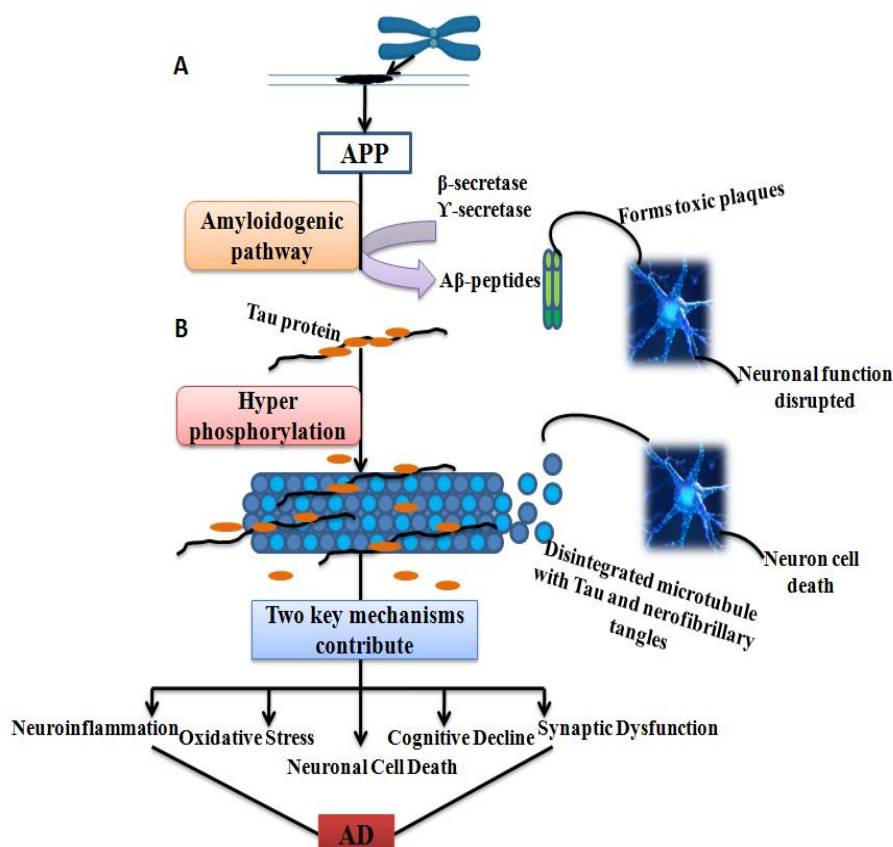 A
APP
β-secretase
ϒ-secretase
Amyloidogenic
pathway
Aβ-peptides
Forms toxic plaques
Neuronal function
disrupted
B
Tau protein
Hyper
phosphorylation
Disintegrated microtubule
with Tau and nerofibrillary
tangles
Neuron cell
death
Two key mechanisms
contribute
Neuroinflammation
Oxidative Stress
Neuronal Cell Death
Cognitive Decline
Synaptic Dysfunction
AD